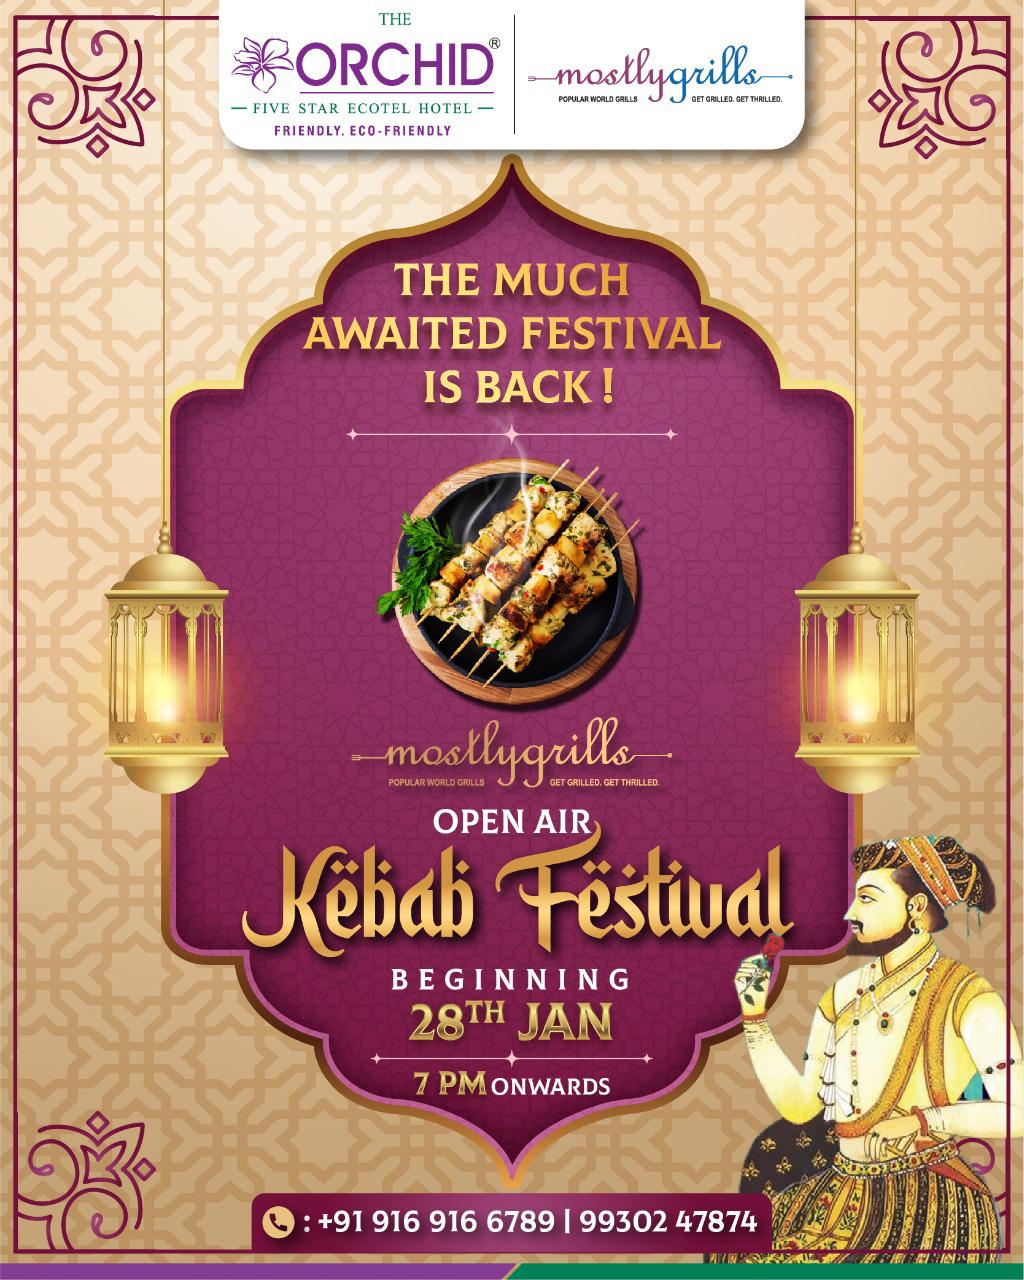 THE
ORCHID®
FIVE STAR ECOTEL HOTEL
FRIENDLY. ECO-FRIENDLY
mostlygrills
POPULAR WORLD GRILLS GET GRILLED. GET THRILLED.
THE MUCH
AWAITED FESTIVAL
IS BACK !
mostlygrills
POPULAR WORLD GRILLS GET GRILLED. GET THRILLED.
OPEN AIR
Kebab Festival
BEGINNING
28TH JAN
7 PM ONWARDS
: +91 916 916 6789 | 99302 47874